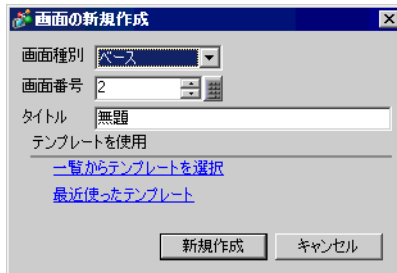 画面の新規作成
画面種別 ベース
画面番号 2
タイトル 無題
テンプレートを使用
一覧からテンプレートを選択
最近使ったテンプレート
新規作成 キャンセル